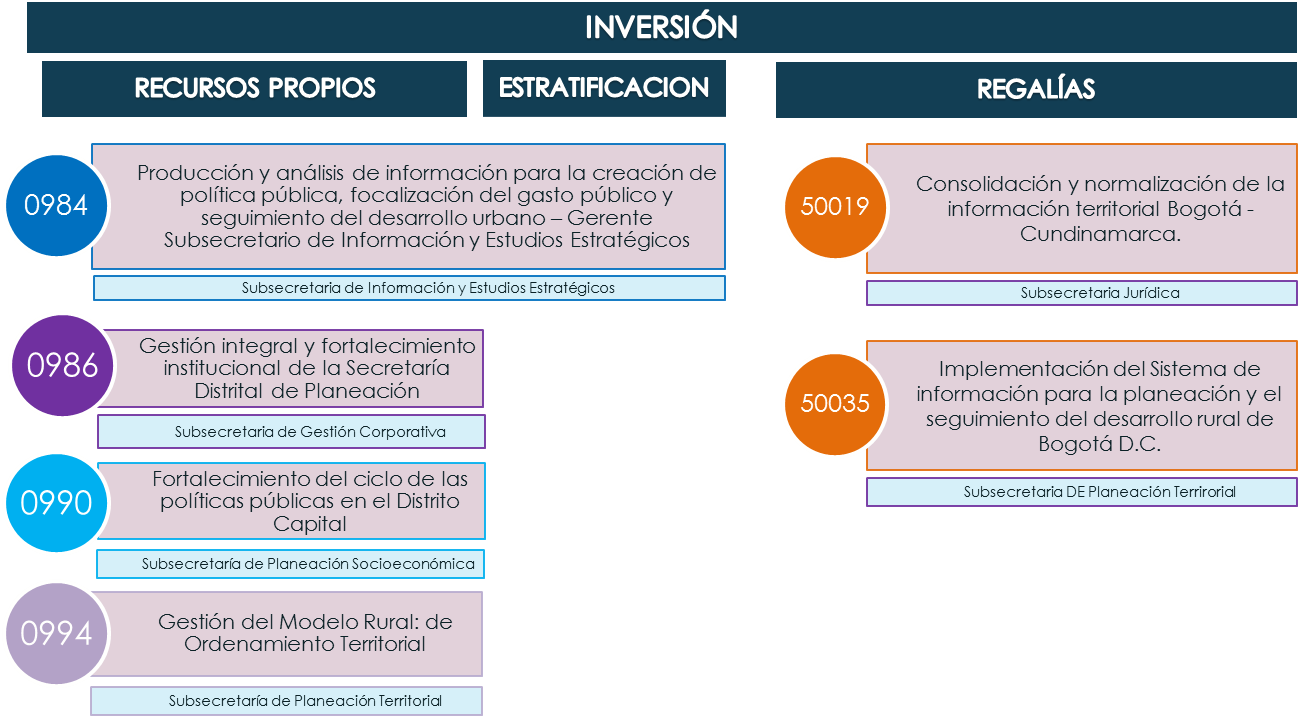 INVERSIÓN
RECURSOS PROPIOS
ESTRATIFICACION
0984
Producción y análisis de información para la creación de
política pública, focalización del gasto público y
seguimiento del desarrollo urbano – Gerente
Subsecretario de Información y Estudios Estratégicos
Subsecretaria de Información y Estudios Estratégicos
0986
Gestión integral y fortalecimiento
institucional de la Secretaría
Distrital de Planeación
Subsecretaria de Gestión Corporativa
0990
Fortalecimiento del ciclo de las
políticas públicas en el Distrito
Capital
Subsecretaría de Planeación Socioeconómica
0994
Gestión del Modelo Rural: de
Ordenamiento Territorial
Subsecretaría de Planeación Territorial
REGALÍAS
50019
Consolidación y normalización de la
información territorial Bogotá -
Cundinamarca.
Subsecretaria Jurídica
50035
Implementación del Sistema de
información para la planeación y el
seguimiento del desarrollo rural de
Bogotá D.C.
Subsecretaria DE Planeación Terrirorial